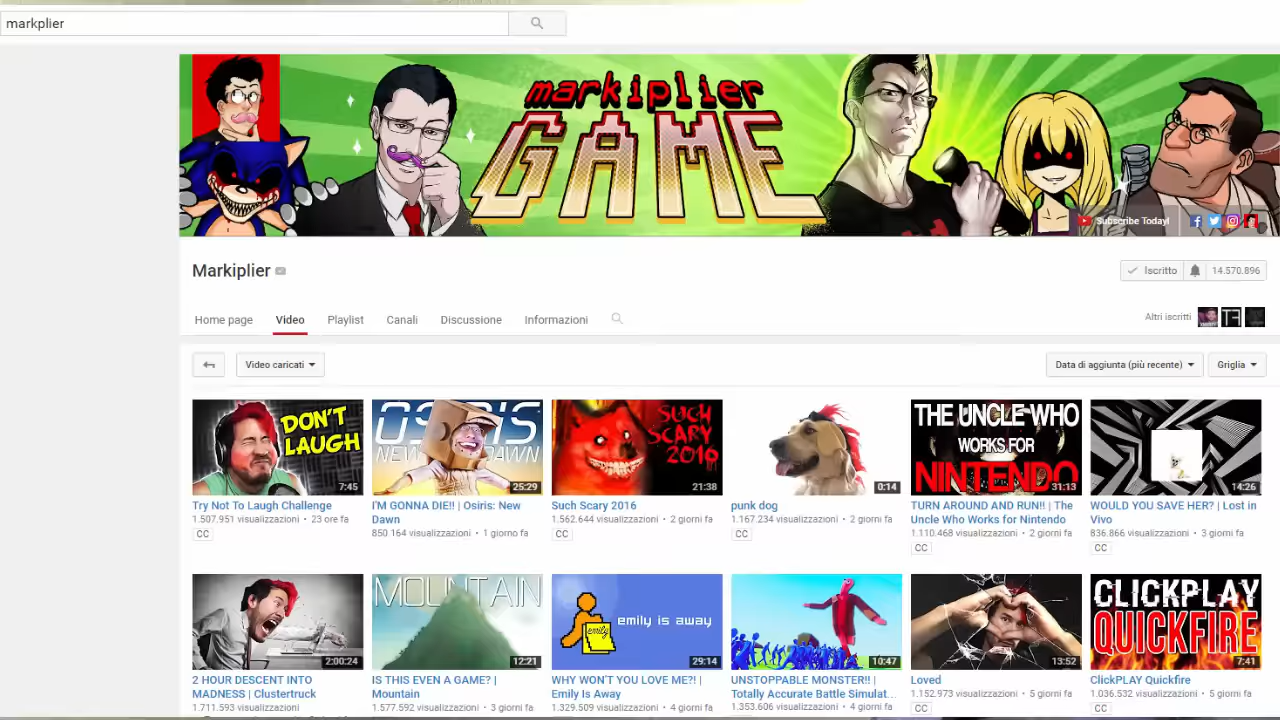 markplier
markiplier
GAME
Subscribe Today!
Markiplier
Iscritto
14.570.896
Home page
Video
Playlist
Canali
Discussione
Informazioni
Altri iscritti
Video caricati
Data di aggiunta (più recente)
Griglia
DON'T
LAUGH
7:45
OSIRIS
NEW DAWN
25:29
SUCH
SCARY
2016
21:38
0:14
THE UNCLE WHO
WORKS FOR
NINTENDO
31:13
14:26
Try Not To Laugh Challenge
1.507.951 visualizzazioni • 23 ore fa
CC
I'M GONNA DIE!! | Osiris: New
Dawn
850 164 visualizzazioni • 1 giorno fa
Such Scary 2016
1.562.644 visualizzazioni • 2 giorni fa
CC
punk dog
1.167.234 visualizzazioni • 2 giorni fa
CC
TURN AROUND AND RUN!! | The
Uncle Who Works for Nintendo
1.110.468 visualizzazioni • 2 giorni fa
CC
WOULD YOU SAVE HER? | Lost in
Vivo
836.866 visualizzazioni • 3 giorni fa
CC
2:00:24
MOUNTAIN
12:21
emily is away
emily
29:14
10:47
13:52
CLICKPLAY
QUICKFIRE
7:41
2 HOUR DESCENT INTO
MADNESS | Clustertruck
1.711.593 visualizzazioni
IS THIS EVEN A GAME? |
Mountain
1.577.592 visualizzazioni • 3 giorni fa
WHY WON'T YOU LOVE ME?! |
Emily Is Away
1.329.509 visualizzazioni • 4 giorni fa
UNSTOPPABLE MONSTER!! |
Totally Accurate Battle Simulat...
1.353.606 visualizzazioni • 4 giorni fa
Loved
1.152.973 visualizzazioni • 5 giorni fa
CC
ClickPLAY Quickfire
1.036.532 visualizzazioni • 5 giorni fa
CC